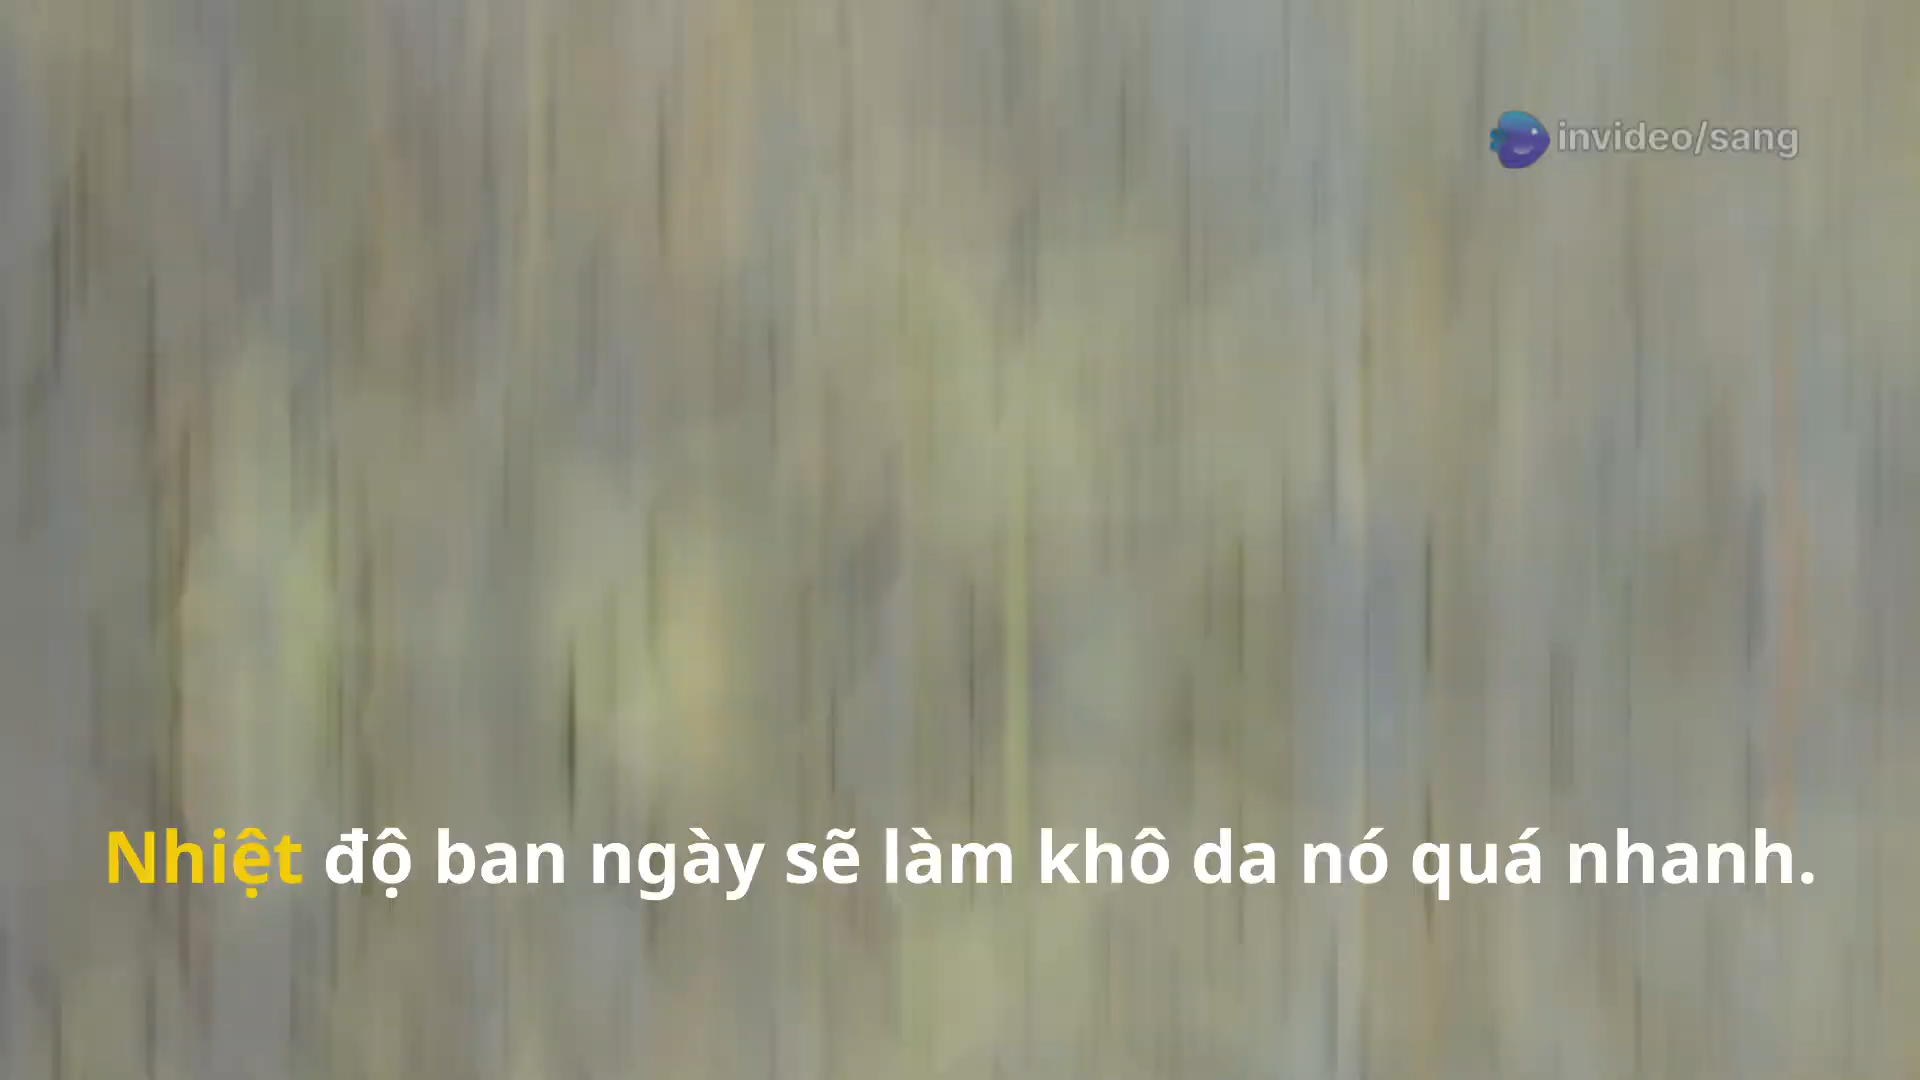 invideo/sang
Nhiệt độ ban ngày sẽ làm khô da nó quá nhanh.